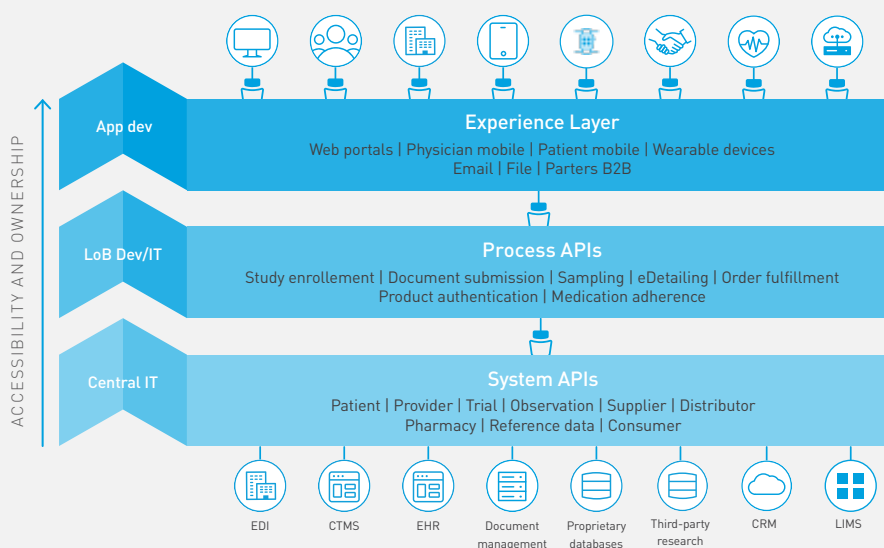 ACCESSIBILITY AND OWNERSHIP
App dev
Experience Layer
Web portals | Physician mobile | Patient mobile | Wearable devices
Email | File | Parters B2B
LoB Dev/IT
Process APIs
Study enrollement | Document submission | Sampling | eDetailing | Order fulfillment
Product authentication | Medication adherence
Central IT
System APIs
Patient | Provider | Trial | Observation | Supplier | Distributor
Pharmacy | Reference data | Consumer
EDI
CTMS
EHR
Document
management
Proprietary
databases
Third-party
research
CRM
LIMS